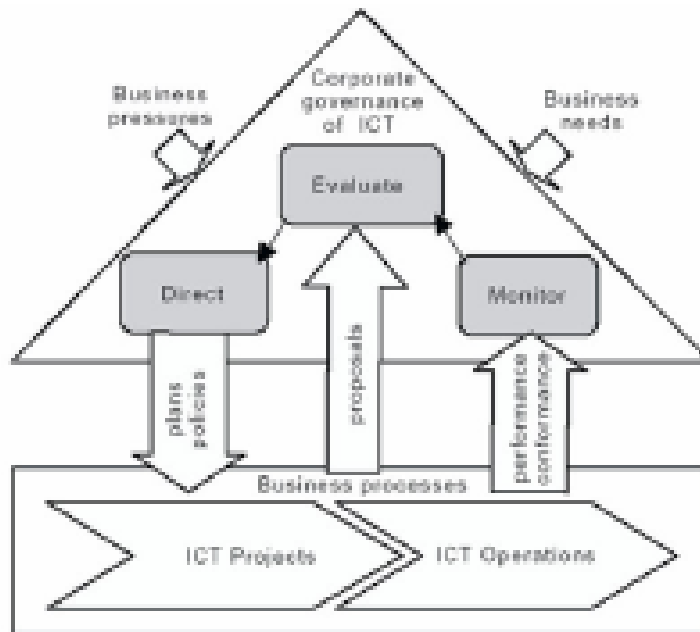 Corporate
governance
of ICT
Business
pressures
Business
needs
Evaluate
Direct
Monitor
plans
policies
proposals
performance
conformance
Business processes
ICT Projects
ICT Operations